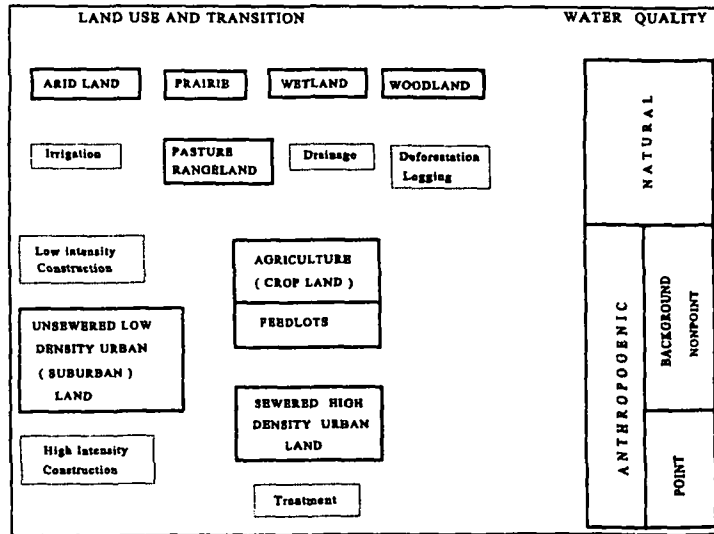 LAND USE AND TRANSITION
WATER QUALITY
ARID LAND
PRAIRIE
WETLAND
WOODLAND
Irrigation
PASTURE
RANGELAND
Drainage
Deforestation
Logging
NATURAL
Low intensity
Construction
AGRICULTURE
( CROP LAND )
FEEDLOTS
UNSEWERED LOW
DENSITY URBAN
( SUBURBAN )
LAND
SEWERED HIGH
DENSITY URBAN
LAND
High Intensity
Construction
Treatment
ANTHROPOGENIC
BACKGROUND
NONPOINT
POINT